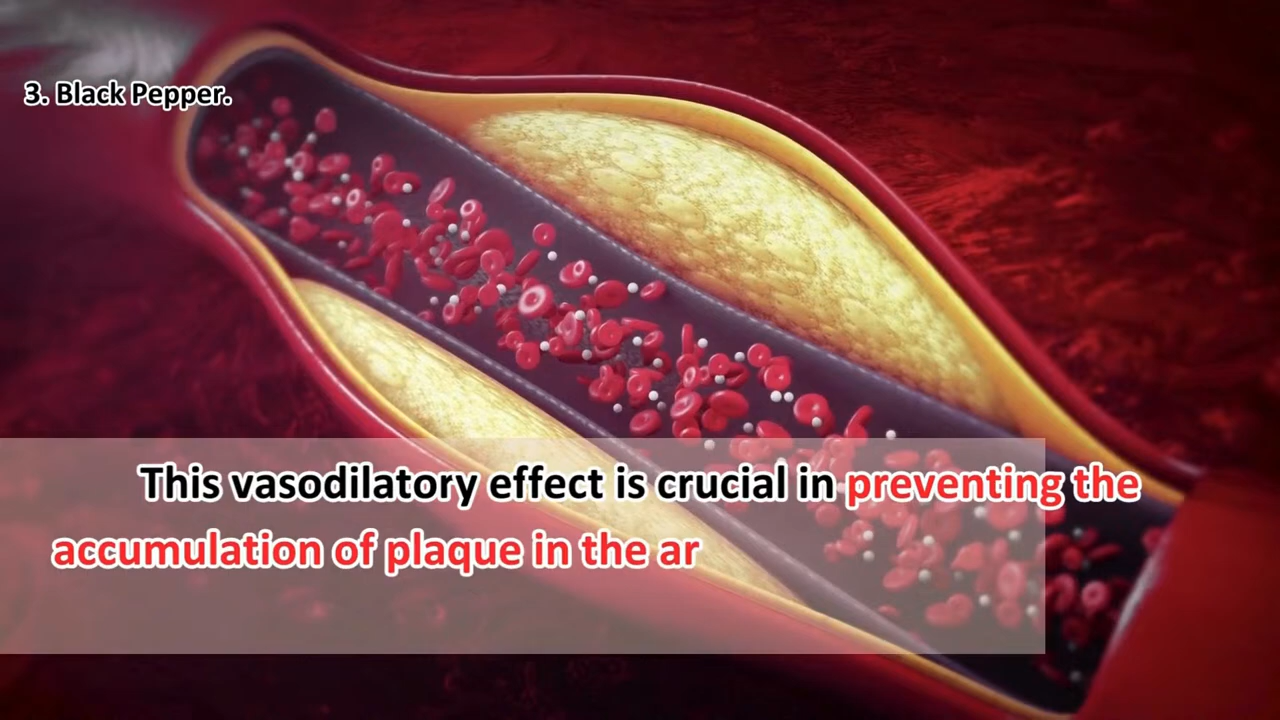 3. Black Pepper.
This vasodilatory effect is crucial in preventing the
accumulation of plaque in the ar